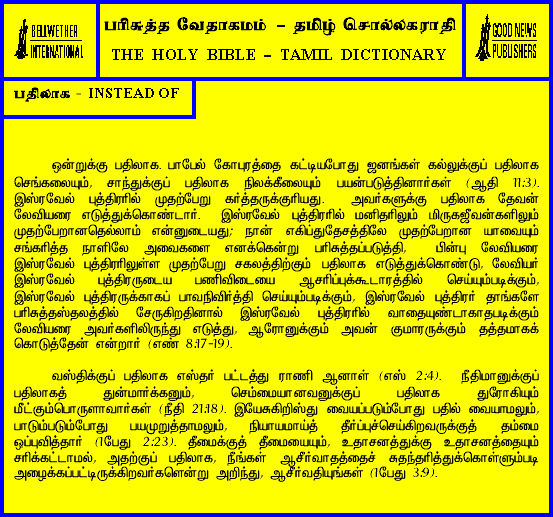 BELLWETHER
INTERNATIONAL
பரிசுத்த வேதாகமம் – தமிழ் சொல்லகராதி
THE HOLY BIBLE – TAMIL DICTIONARY
GOOD NEWS
PUBLISHERS
பதிலாக - INSTEAD OF
ஒன்றுக்கு பதிலாக. பாபேல் கோபுரத்தை கட்டியபோது ஜனங்கள் கல்லுக்குப் பதிலாக
செங்கலையும், சாந்துக்குப் பதிலாக நிலக்கீலையும் பயன்படுத்தினார்கள் (ஆதி 11:3).
இஸ்ரவேல் புத்திரரில் முதற்பேறு கர்த்தருக்குரியது. அவர்களுக்கு பதிலாக தேவன்
லேவியரை எடுத்துக்கொண்டார். இஸ்ரவேல் புத்திரரில் மனிதரிலும் மிருகஜீவன்களிலும்
முதற்பேறானதெல்லாம் என்னுடையது; நான் எகிப்துதேசத்திலே முதற்பேறான யாவையும்
சங்கரித்த நாளிலே அவைகளை எனக்கென்று பரிசுத்தப்படுத்தி, பின்பு லேவியரை
இஸ்ரவேல் புத்திரரிலுள்ள முதற்பேறு சகலத்திற்கும் பதிலாக எடுத்துக்கொண்டு, லேவியர்
இஸ்ரவேல் புத்திரருடைய பணிவிடையை ஆசரிப்புக்கூடாரத்தில் செய்யும்படிக்கும்,
இஸ்ரவேல் புத்திரருக்காகப் பாவநிவிர்த்தி செய்யும்படிக்கும், இஸ்ரவேல் புத்திரர் தாங்களே
பரிசுத்தஸ்தலத்தில் சேருகிறதினால் இஸ்ரவேல் புத்திரரில் வாதையுண்டாகாதபடிக்கும்
லேவியரை அவர்களிலிருந்து எடுத்து, ஆரோனுக்கும் அவன் குமாரருக்கும் தத்தமாகக்
கொடுத்தேன் என்றார் (எண் 8:17-19).
வஸ்திக்குப் பதிலாக எஸ்தர் பட்டத்து ராணி ஆனாள் (எஸ் 2:4). நீதிமானுக்குப்
பதிலாகத் துன்மார்க்கனும், செம்மையானவனுக்குப் பதிலாக துரோகியும்
மீட்கும்பொருளாவார்கள் (நீதி 21:18). இயேசுகிறிஸ்து வையப்படும்போது பதில் வையாமலும்,
பாடுபடும்போது பயமுறுத்தாமலும், நியாயமாய்த் தீர்ப்புச்செய்கிறவருக்குத் தம்மை
ஒப்புவித்தார் (1பேது 2:23). தீமைக்குத் தீமையையும், உதாசனத்துக்கு உதாசனத்தையும்
சரிக்கட்டாமல், அதற்குப் பதிலாக, நீங்கள் ஆசீர்வாதத்தைச் சுதந்தரித்துக்கொள்ளும்படி
அழைக்கப்பட்டிருக்கிறவர்களென்று அறிந்து, ஆசீர்வதியுங்கள் (1பேது 3:9).